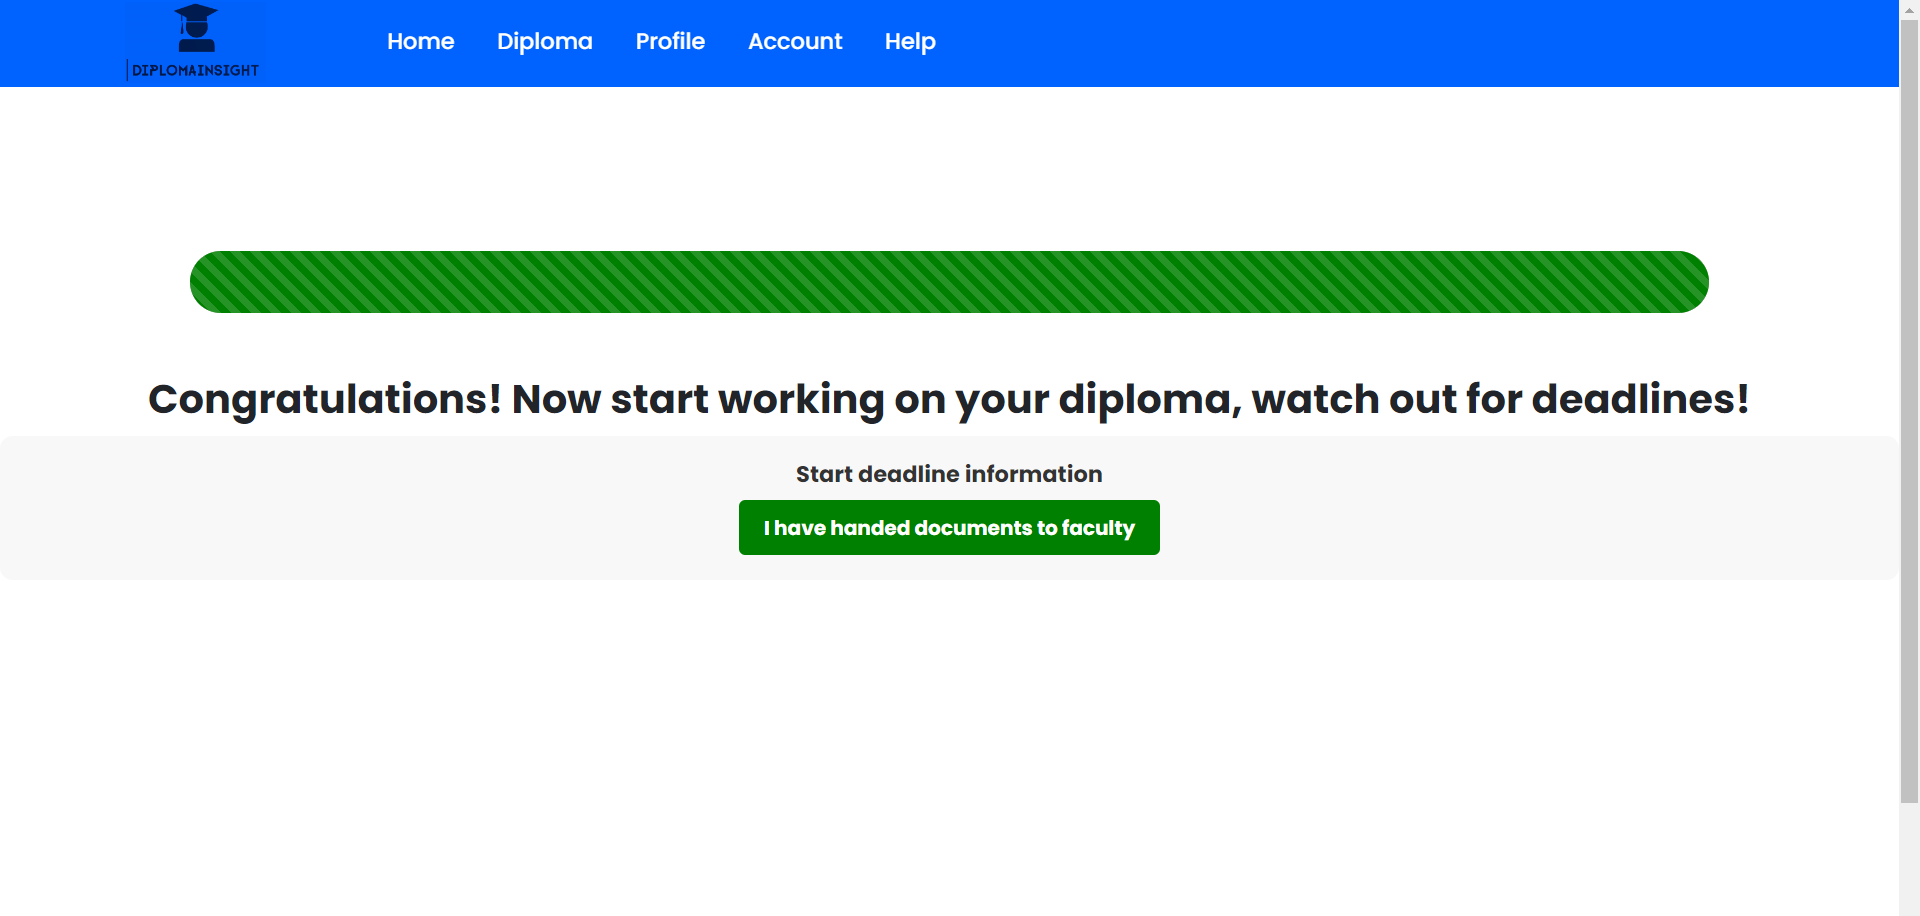 DIPLOMAINSIGHT
Home Diploma Profile Account Help
Congratulations! Now start working on your diploma, watch out for deadlines!
Start deadline information
I have handed documents to faculty